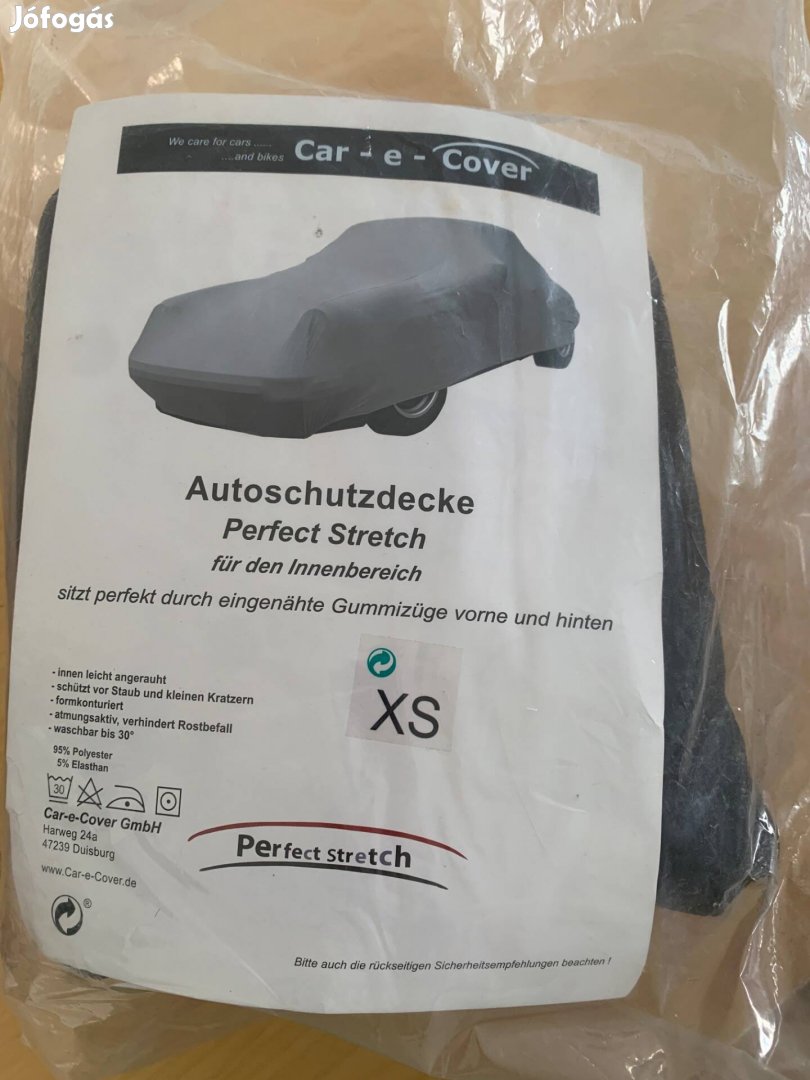 Jófogás
We care for cars ......
....and bikes
Car - e - Cover
Autoschutzdecke
Perfect Stretch
für den Innenbereich
sitzt perfekt durch eingenähte Gummizüge vorne und hinten
- innen leicht angerauht
- schützt vor Staub und kleinen Kratzern
- formkonturiert
- atmungsaktiv, verhindert Rostbefall
- waschbar bis 30°
XS
95% Polyester
5% Elasthan
30
Car-e-Cover GmbH
Harweg 24a
47239 Duisburg
www.Car-e-Cover.de
Perfect Stretch
®
Bitte auch die rückseitigen Sicherheitsempfehlungen beachten !